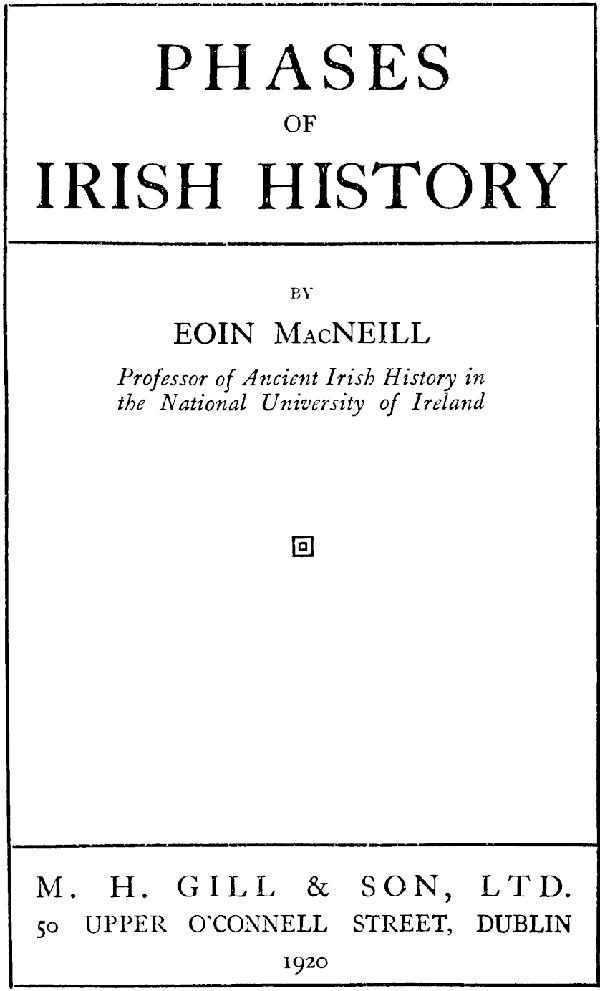 PHASES
OF
IRISH HISTORY
BY
EOIN MacNEILL
Professor of Ancient Irish History in
the National University of Ireland
M. H. GILL & SON, LTD.
50 UPPER O'CONNELL STREET, DUBLIN
1920